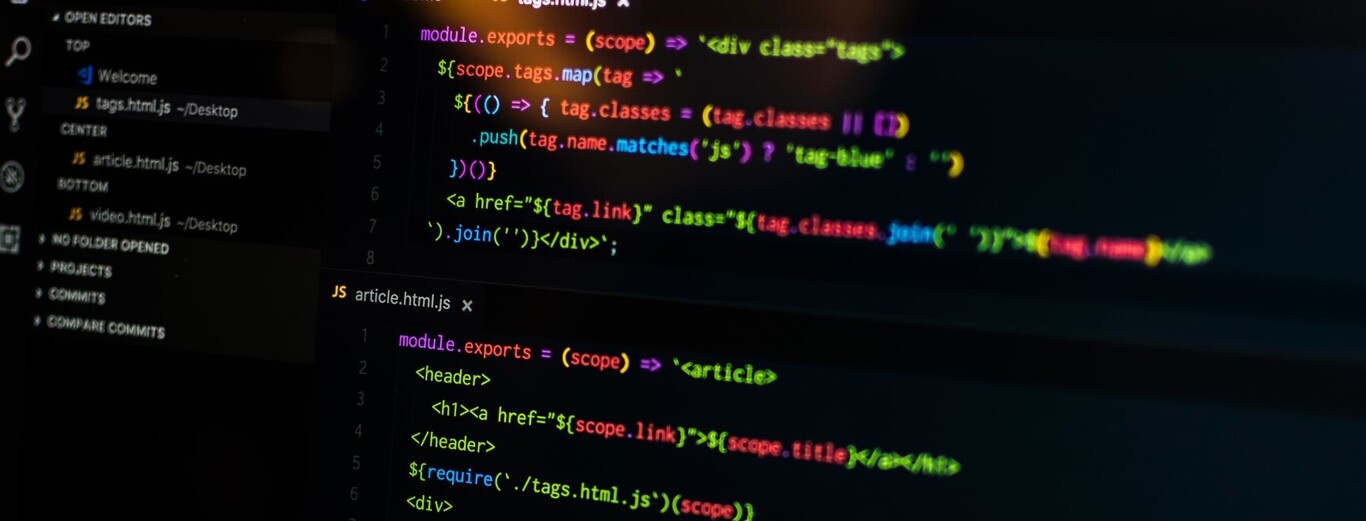 OPEN EDITORS
TOP
Welcome
JS tags.html.js ~/Desktop
CENTER
JS article.html.js ~/Desktop
BOTTOM
JS video.html.js ~/Desktop
NO FOLDER OPENED
PROJECTS
COMMITS
COMPARE COMMITS
tags.html.js ×
1 module.exports = (scope) => `<div class="tags">
2 ${scope.tags.map(tag => `
3 ${(() => { tag.classes = (tag.classes || [])
4 .push(tag.name.matches('js') ? 'tag-blue' : '')
5 })()}
6 <a href="${tag.link}" class="${tag.classes.join(' ')}">${tag.name}</a>
7 `).join('')}</div>`;
8
JS article.html.js ×
1 module.exports = (scope) => `<article>
2 <header>
3 <h1><a href="${scope.link}">${scope.title}</a></h1>
4 </header>
5 ${require(`./tags.html.js`)(scope)}
6 <div>